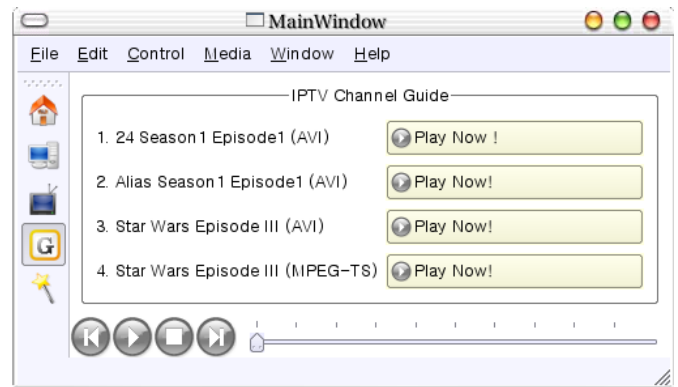 MainWindow
File Edit Control Media Window Help
IPTV Channel Guide
1. 24 Season1 Episode1 (AVI) Play Now !
2. Alias Season1 Episode1 (AVI) Play Now!
3. Star Wars Episode III (AVI) Play Now!
G
4. Star Wars Episode III (MPEG-TS) Play Now!